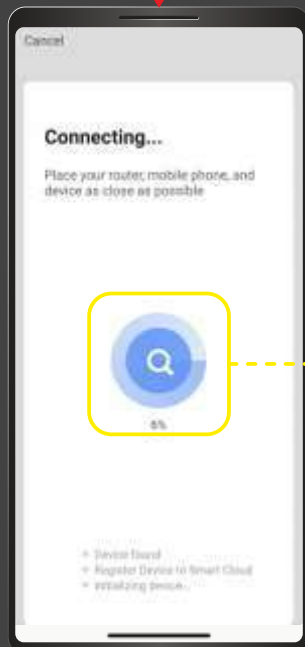 Cancel
Connecting...
Place your router, mobile phone, and
device as close as possible
6%
Device found
Register Device to Smart Cloud
Initializing device...